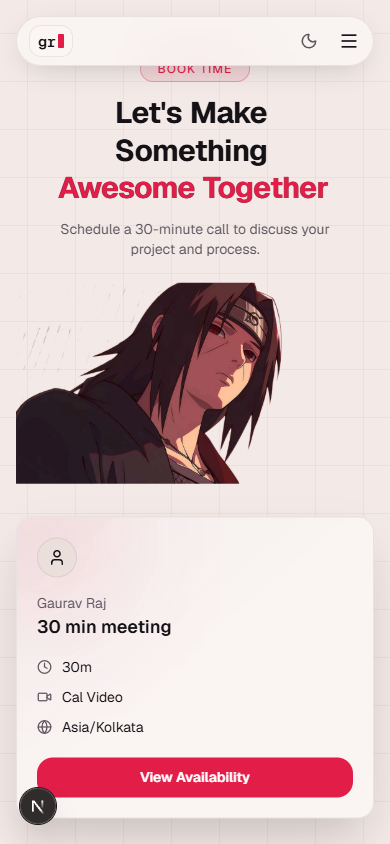 gr
BOOK TIME
Let's Make
Something
Awesome Together
Schedule a 30-minute call to discuss your
project and process.
Gaurav Raj
30 min meeting
30m
Cal Video
Asia/Kolkata
View Availability
N